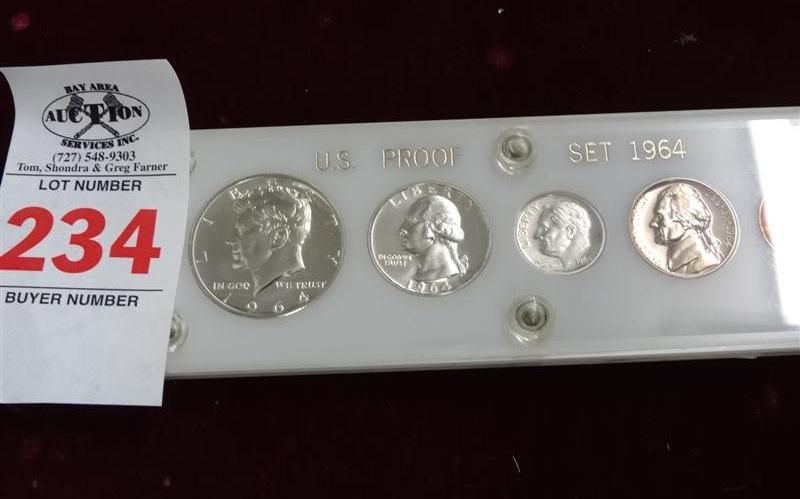 BAY AREA
AUCTION
SERVICES INC.
(727) 548-9303
Tom, Shondra & Greg Farner
LOT NUMBER
234
BUYER NUMBER
U.S. PROOF SET 1964
LIBERTY
IN GOD WE TRUST
1964
LIBERTY
IN GOD WE
TRUST
1964
LIBERTY